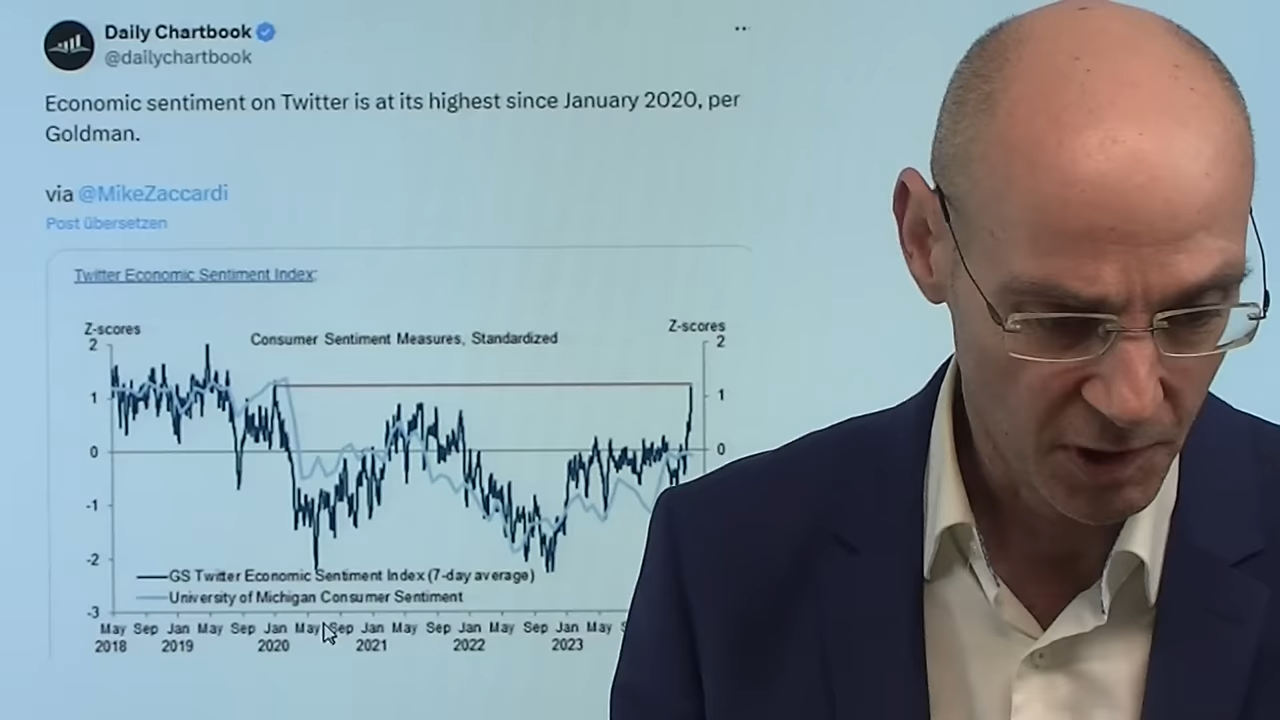 Daily Chartbook
@dailychartbook
Economic sentiment on Twitter is at its highest since January 2020, per
Goldman.
via @MikeZaccardi
Post übersetzen
Twitter Economic Sentiment Index:
Z-scores Z-scores
Consumer Sentiment Measures, Standardized
2 2
1 1
0 0
-1
-2
GS Twitter Economic Sentiment Index (7-day average)
University of Michigan Consumer Sentiment
-3
May Sep Jan May Sep Jan May Sep Jan May Sep Jan May Sep Jan May
2018 2019 2020 2021 2022 2023